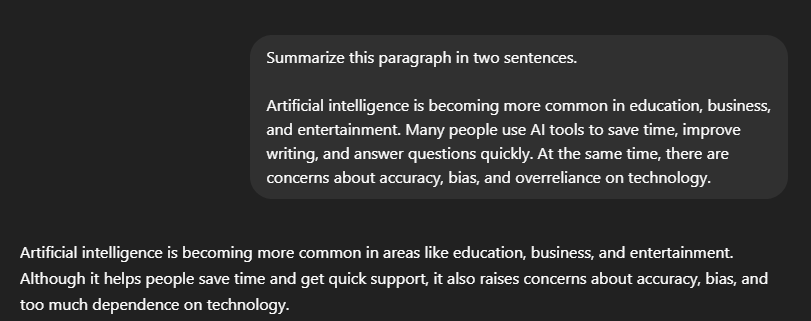 Summarize this paragraph in two sentences.
Artificial intelligence is becoming more common in education, business,
and entertainment. Many people use AI tools to save time, improve
writing, and answer questions quickly. At the same time, there are
concerns about accuracy, bias, and overreliance on technology.
Artificial intelligence is becoming more common in areas like education, business, and entertainment.
Although it helps people save time and get quick support, it also raises concerns about accuracy, bias, and
too much dependence on technology.